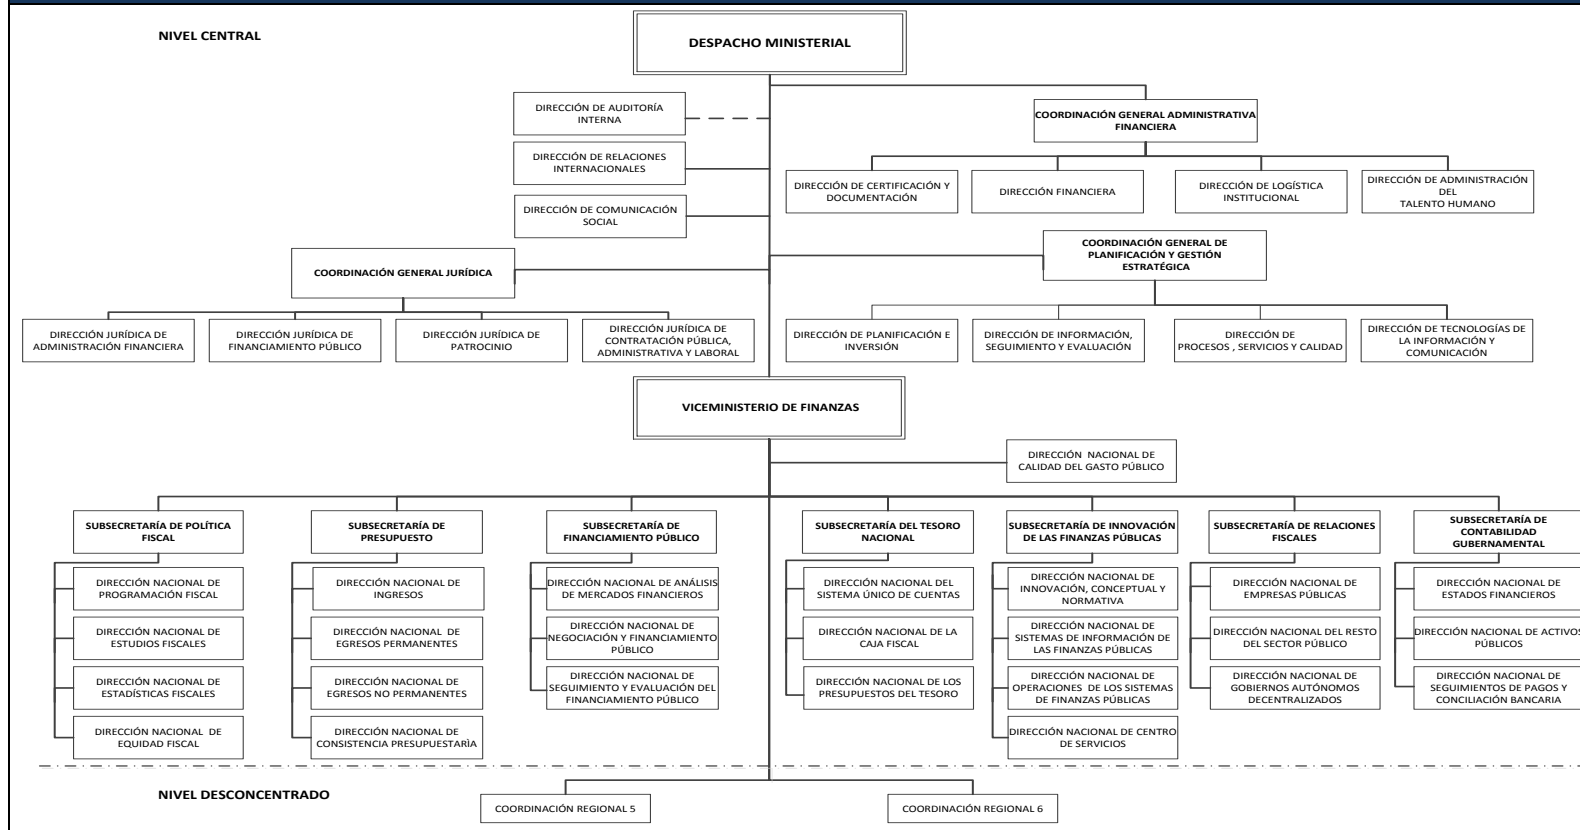 NIVEL CENTRAL
DESPACHO MINISTERIAL
DIRECCIÓN DE AUDITORÍA
INTERNA
COORDINACIÓN GENERAL ADMINISTRATIVA
FINANCIERA
DIRECCIÓN DE RELACIONES
INTERNACIONALES
DIRECCIÓN DE CERTIFICACIÓN Y
DOCUMENTACIÓN
DIRECCIÓN FINANCIERA
DIRECCIÓN DE LOGÍSTICA
INSTITUCIONAL
DIRECCIÓN DE ADMINISTRACIÓN
DEL
TALENTO HUMANO
DIRECCIÓN DE COMUNICACIÓN
SOCIAL
COORDINACIÓN GENERAL JURÍDICA
COORDINACIÓN GENERAL DE
PLANIFICACIÓN Y GESTIÓN
ESTRATÉGICA
DIRECCIÓN JURÍDICA DE
ADMINISTRACIÓN FINANCIERA
DIRECCIÓN JURÍDICA DE
FINANCIAMIENTO PÚBLICO
DIRECCIÓN JURÍDICA DE
PATROCINIO
DIRECCIÓN JURÍDICA DE
CONTRATACIÓN PÚBLICA,
ADMINISTRATIVA Y LABORAL
DIRECCIÓN DE PLANIFICACIÓN E
INVERSIÓN
DIRECCIÓN DE INFORMACIÓN,
SEGUIMIENTO Y EVALUACIÓN
DIRECCIÓN DE
PROCESOS , SERVICIOS Y CALIDAD
DIRECCIÓN DE TECNOLOGÍAS DE
LA INFORMACIÓN Y
COMUNICACIÓN
VICEMINISTERIO DE FINANZAS
DIRECCIÓN NACIONAL DE
CALIDAD DEL GASTO PÚBLICO
SUBSECRETARÍA DE POLÍTICA
FISCAL
SUBSECRETARÍA DE
PRESUPUESTO
SUBSECRETARÍA DE
FINANCIAMIENTO PÚBLICO
SUBSECRETARÍA DEL TESORO
NACIONAL
SUBSECRETARÍA DE INNOVACIÓN
DE LAS FINANZAS PÚBLICAS
SUBSECRETARÍA DE RELACIONES
FISCALES
SUBSECRETARÍA DE
CONTABILIDAD
GUBERNAMENTAL
DIRECCIÓN NACIONAL DE
PROGRAMACIÓN FISCAL
DIRECCIÓN NACIONAL DE
INGRESOS
DIRECCIÓN NACIONAL DE ANÁLISIS
DE MERCADOS FINANCIEROS
DIRECCIÓN NACIONAL DEL
SISTEMA ÚNICO DE CUENTAS
DIRECCIÓN NACIONAL DE
INNOVACIÓN, CONCEPTUAL Y
NORMATIVA
DIRECCIÓN NACIONAL DE
EMPRESAS PÚBLICAS
DIRECCIÓN NACIONAL DE
ESTADOS FINANCIEROS
DIRECCIÓN NACIONAL DE
ESTUDIOS FISCALES
DIRECCIÓN NACIONAL DE
EGRESOS PERMANENTES
DIRECCIÓN NACIONAL DE
NEGOCIACIÓN Y FINANCIAMIENTO
PÚBLICO
DIRECCIÓN NACIONAL DE LA
CAJA FISCAL
DIRECCIÓN NACIONAL DE
SISTEMAS DE INFORMACIÓN DE
LAS FINANZAS PÚBLICAS
DIRECCIÓN NACIONAL DEL RESTO
DEL SECTOR PÚBLICO
DIRECCIÓN NACIONAL DE ACTIVOS
PÚBLICOS
DIRECCIÓN NACIONAL DE
ESTADÍSTICAS FISCALES
DIRECCIÓN NACIONAL DE
EGRESOS NO PERMANENTES
DIRECCIÓN NACIONAL DE
SEGUIMIENTO Y EVALUACIÓN DEL
FINANCIAMIENTO PÚBLICO
DIRECCIÓN NACIONAL DE LOS
PRESUPUESTOS DEL TESORO
DIRECCIÓN NACIONAL DE
OPERACIONES DE LOS SISTEMAS
DE FINANZAS PÚBLICAS
DIRECCIÓN NACIONAL DE
GOBIERNOS AUTÓNOMOS
DECENTRALIZADOS
DIRECCIÓN NACIONAL DE
SEGUIMIENTOS DE PAGOS Y
CONCILIACIÓN BANCARIA
DIRECCIÓN NACIONAL DE
EQUIDAD FISCAL
DIRECCIÓN NACIONAL DE
CONSISTENCIA PRESUPUESTARÌA
DIRECCIÓN NACIONAL DE CENTRO
DE SERVICIOS
NIVEL DESCONCENTRADO
COORDINACIÓN REGIONAL 5
COORDINACIÓN REGIONAL 6